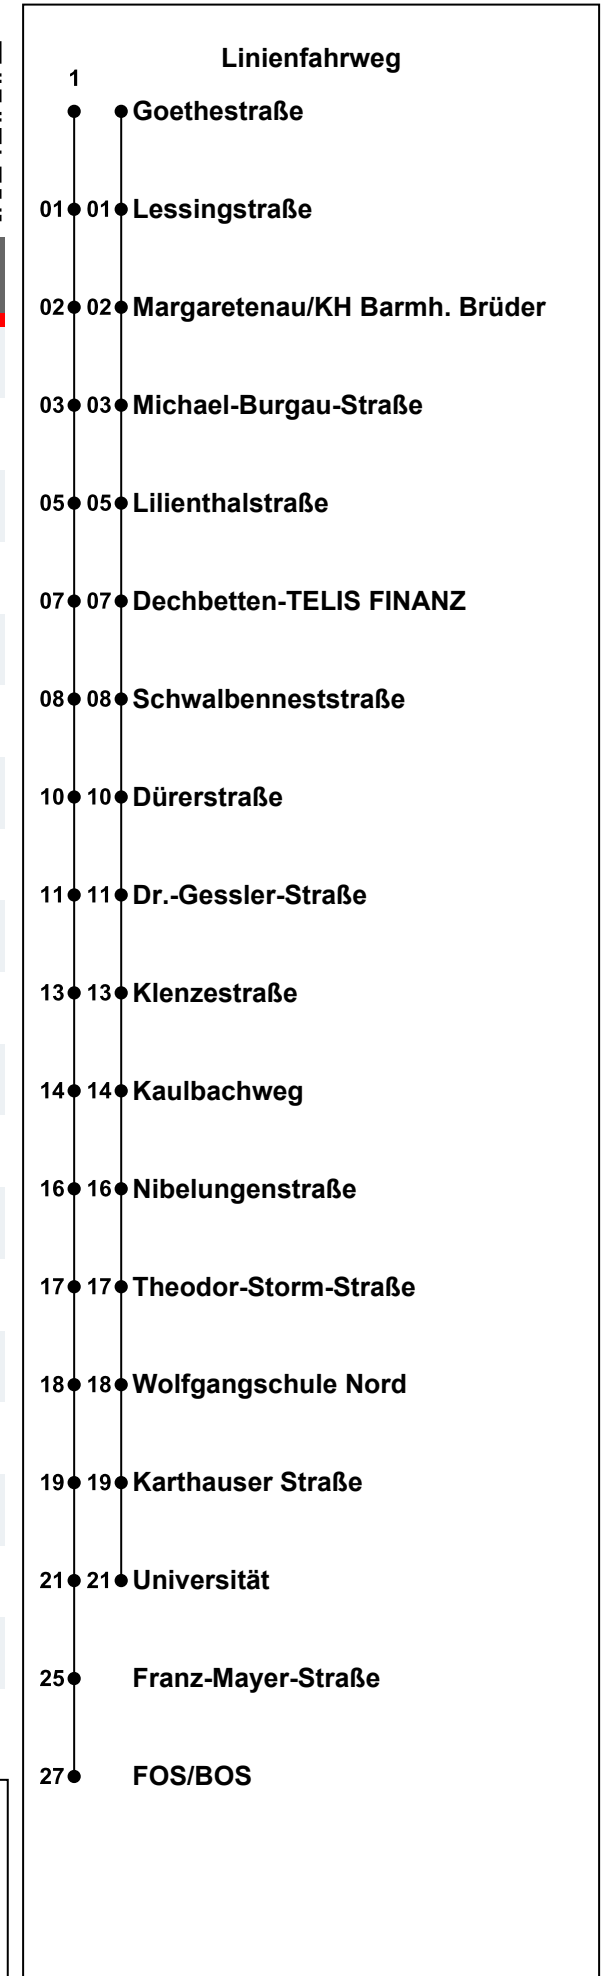 Linienfahrweg
1
Goethestraße
01 01 Lessingstraße
02 02 Margaretenau/KH Barmh. Brüder
03 03 Michael-Burgau-Straße
05 05 Lilienthalstraße
07 07 Dechbetten-TELIS FINANZ
08 08 Schwalbenneststraße
10 10 Dürerstraße
11 11 Dr.-Gessler-Straße
13 13 Klenzestraße
14 14 Kaulbachweg
16 16 Nibelungenstraße
17 17 Theodor-Storm-Straße
18 18 Wolfgangschule Nord
19 19 Karthauser Straße
21 21 Universität
25 Franz-Mayer-Straße
27 FOS/BOS